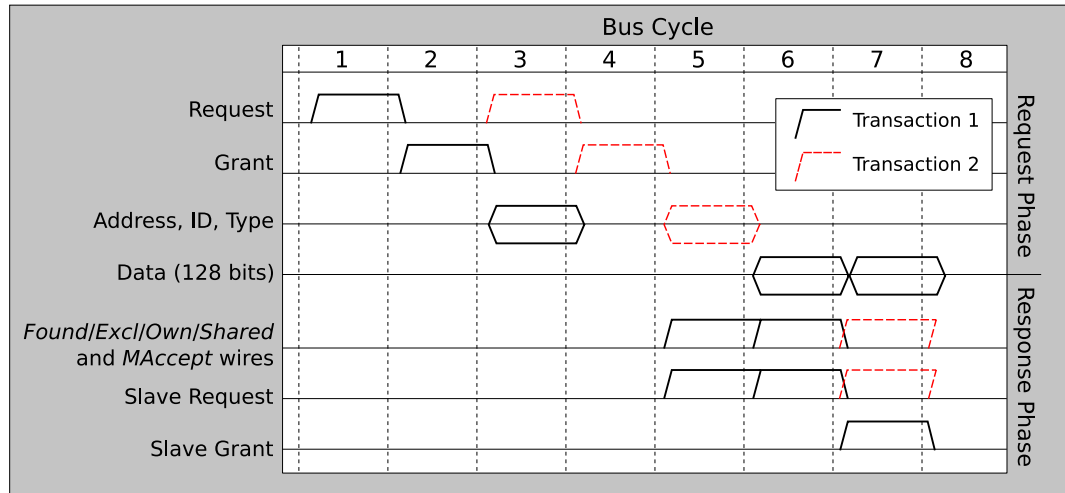 Bus Cycle
1 2 3 4 5 6 7 8
Request
Grant
Address, ID, Type
Data (128 bits)
Found/Excl/Own/Shared
and MAccept wires
Slave Request
Slave Grant
Transaction 1
Transaction 2
Request Phase
Response Phase